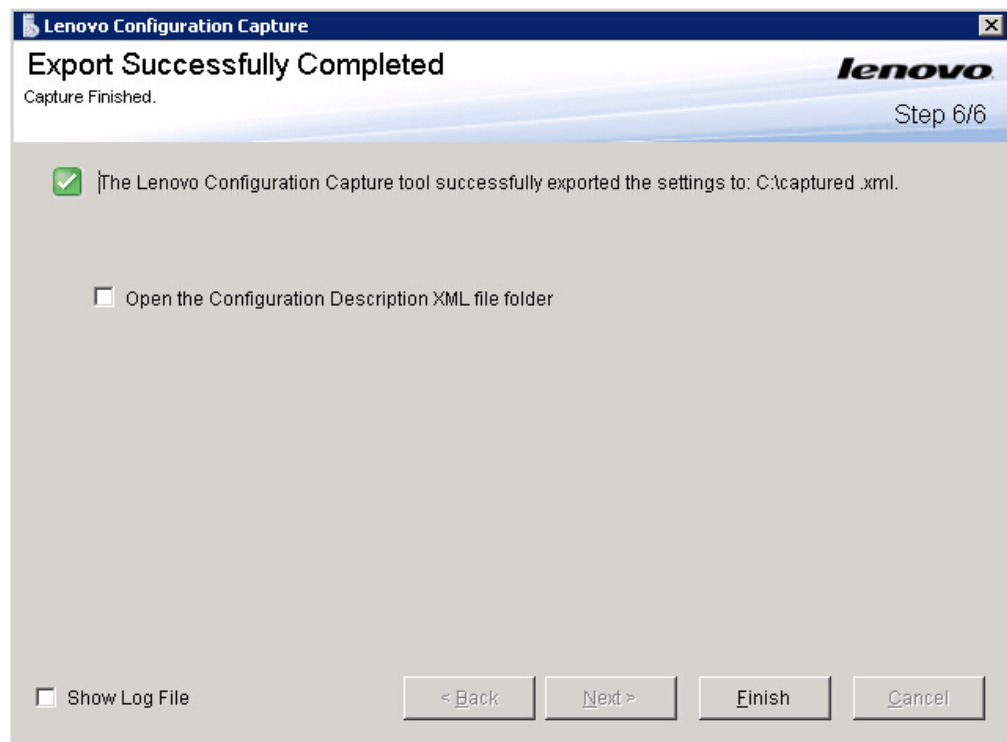 Lenovo Configuration Capture
Export Successfully Completed
lenovo
Capture Finished.
Step 6/6
The Lenovo Configuration Capture tool successfully exported the settings to: C:\captured .xml.
Open the Configuration Description XML file folder
Show Log File
< Back
Next >
Finish
Cancel